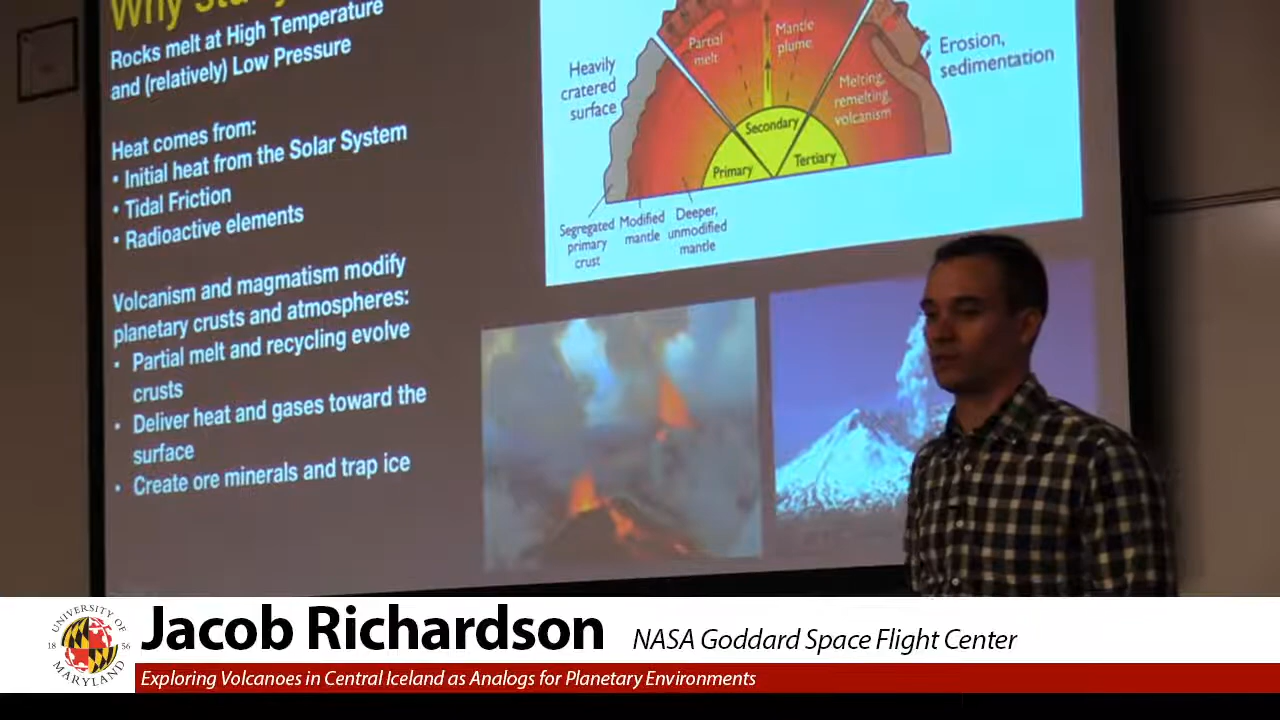 Why Study
Rocks melt at High Temperature
and (relatively) Low Pressure
Heat comes from:
• Initial heat from the Solar System
• Tidal Friction
• Radioactive elements
Volcanism and magmatism modify
planetary crusts and atmospheres:
• Partial melt and recycling evolve
crusts
• Deliver heat and gases toward the
surface
• Create ore minerals and trap ice
Heavily
cratered
surface
Partial
melt
Mantle
plume
Melting,
remelting,
volcanism
Erosion,
sedimentation
Primary
Secondary
Tertiary
Segregated
primary
crust
Modified
mantle
Deeper,
unmodified
mantle
UNIVERSITY OF
18 56
MARYLAND
Jacob Richardson NASA Goddard Space Flight Center
Exploring Volcanoes in Central Iceland as Analogs for Planetary Environments